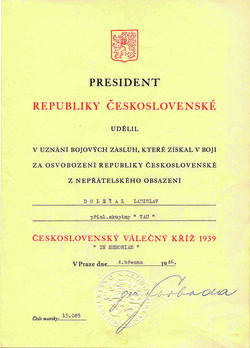 PRESIDENT
REPUBLIKY ČESKOSLOVENSKÉ
UDĚLIL
V UZNÁNÍ BOJOVÝCH ZÁSLUH, KTERÉ ZÍSKAL V BOJI
ZA OSVOBOZENÍ REPUBLIKY ČESKOSLOVENSKÉ
Z NEPŘÁTELSKÉHO OBSAZENÍ
DOLEŽAL LADISLAV
přísl.skupiny "TAU"
ČESKOSLOVENSKÝ VÁLEČNÝ KŘÍŽ 1939
"IN MEMORIAM"
V Praze dne 4.března 1946.
Svoboda
Číslo matriky: 15.085